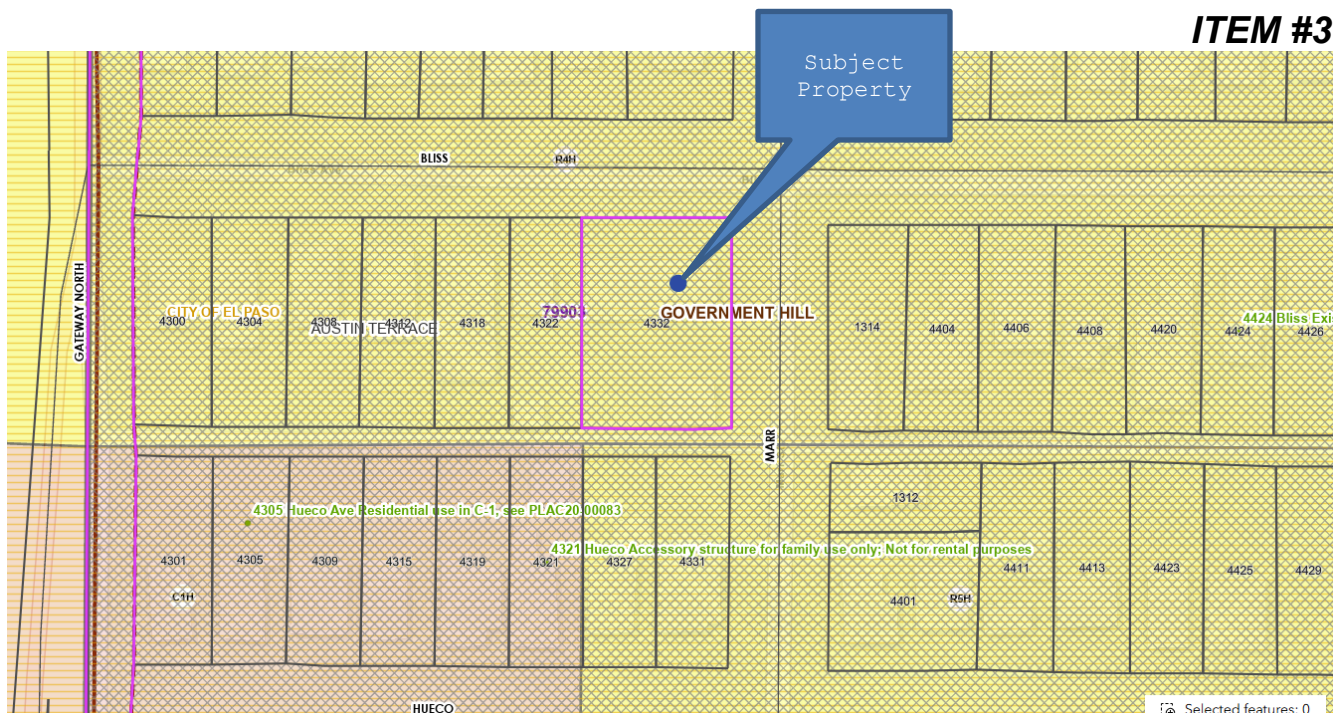 ITEM #3
Subject
Property
BLISS
R4H
Bliss Ave
GATEWAY NORTH
CITY OF EL PASO
AUSTIN TERRACE
79903
GOVERNMENT HILL
4300
4304
4308
4312
4318
4322
4332
1314
4404
4406
4408
4420
4424
4426
4424 Bliss Exi
MARR
4305 Hueco Ave Residential use in C-1, see PLAC20-00083
4321 Hueco Accessory structure for family use only; Not for rental purposes
4301
4305
4309
4315
4319
4321
4327
4331
1312
4401
4411
4413
4423
4425
4429
C1H
R5H
HUECO
Selected features: 0